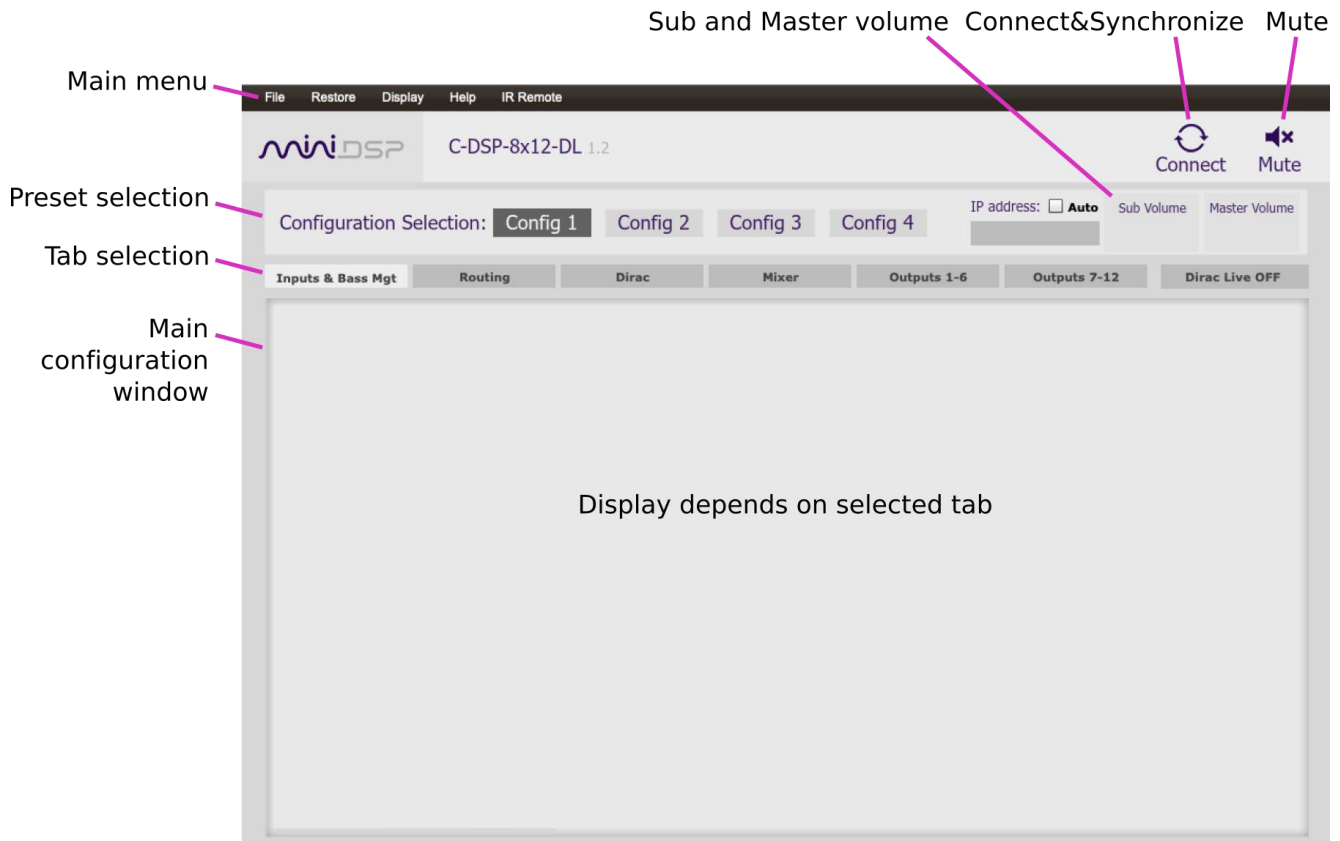 Sub and Master volume Connect&Synchronize Mute
Main menu
File Restore Display Help IR Remote
miniDSP C-DSP-8x12-DL 1.2
Connect Mute
Preset selection
Configuration Selection: Config 1 Config 2 Config 3 Config 4
IP address: Auto Sub Volume Master Volume
Tab selection
Inputs & Bass Mgt Routing Dirac Mixer Outputs 1-6 Outputs 7-12 Dirac Live OFF
Main
configuration
window
Display depends on selected tab